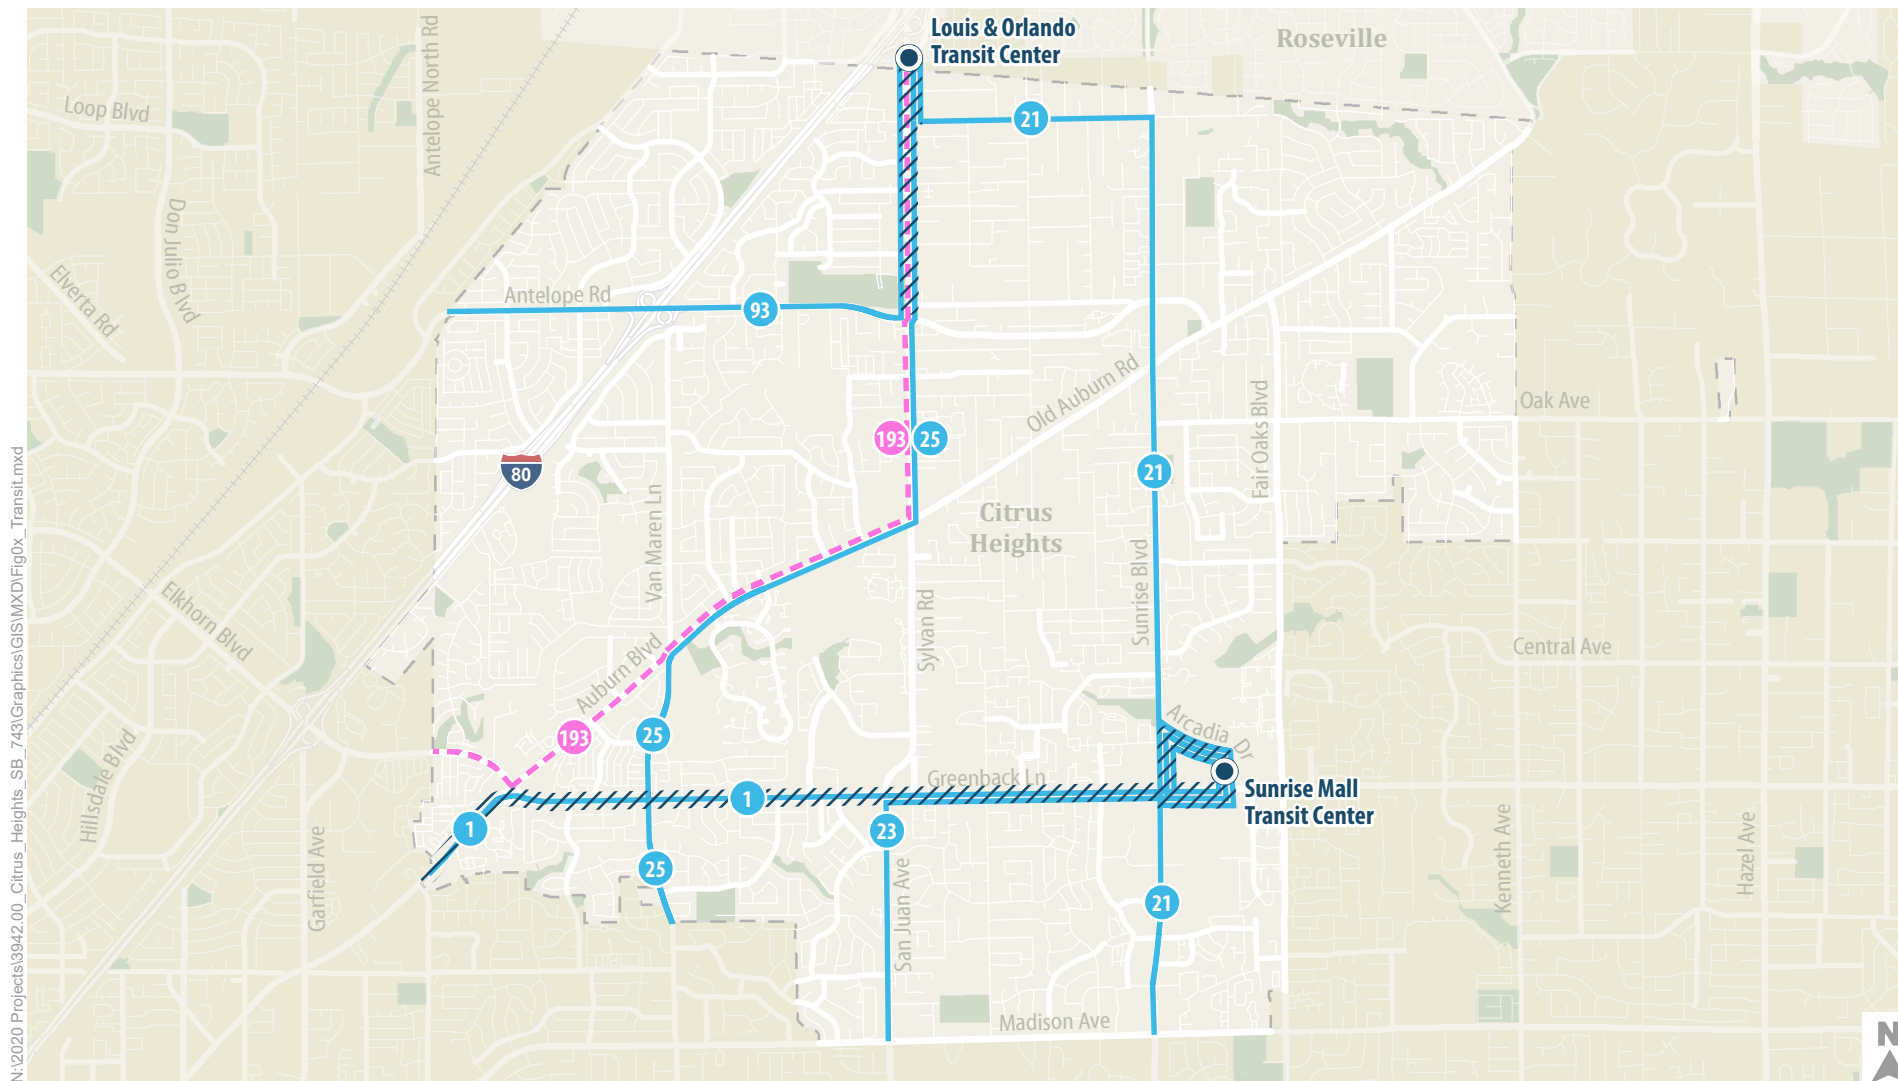 Louis & Orlando
Transit Center
Roseville
Antelope North Rd
Loop Blvd
21
Don Julio Blvd
Elverta Rd
Antelope Rd
93
Old Auburn Rd
Fair Oaks Blvd
Oak Ave
193
25
80
21
Van Maren Ln
Citrus
Heights
Sunrise Blvd
Elkhorn Blvd
Sylvan Rd
Central Ave
Auburn Blvd
Arcadia Dr
193
25
Hillsdale Blvd
Greenback Ln
Sunrise Mall
Transit Center
1
1
23
25
Garfield Ave
San Juan Ave
21
Kenneth Ave
Hazel Ave
Madison Ave
N
N:\2020 Projects\3942.00_Citrus_Heights_SB_743\Graphics\GIS\MXD\Fig0x_Transit.mxd